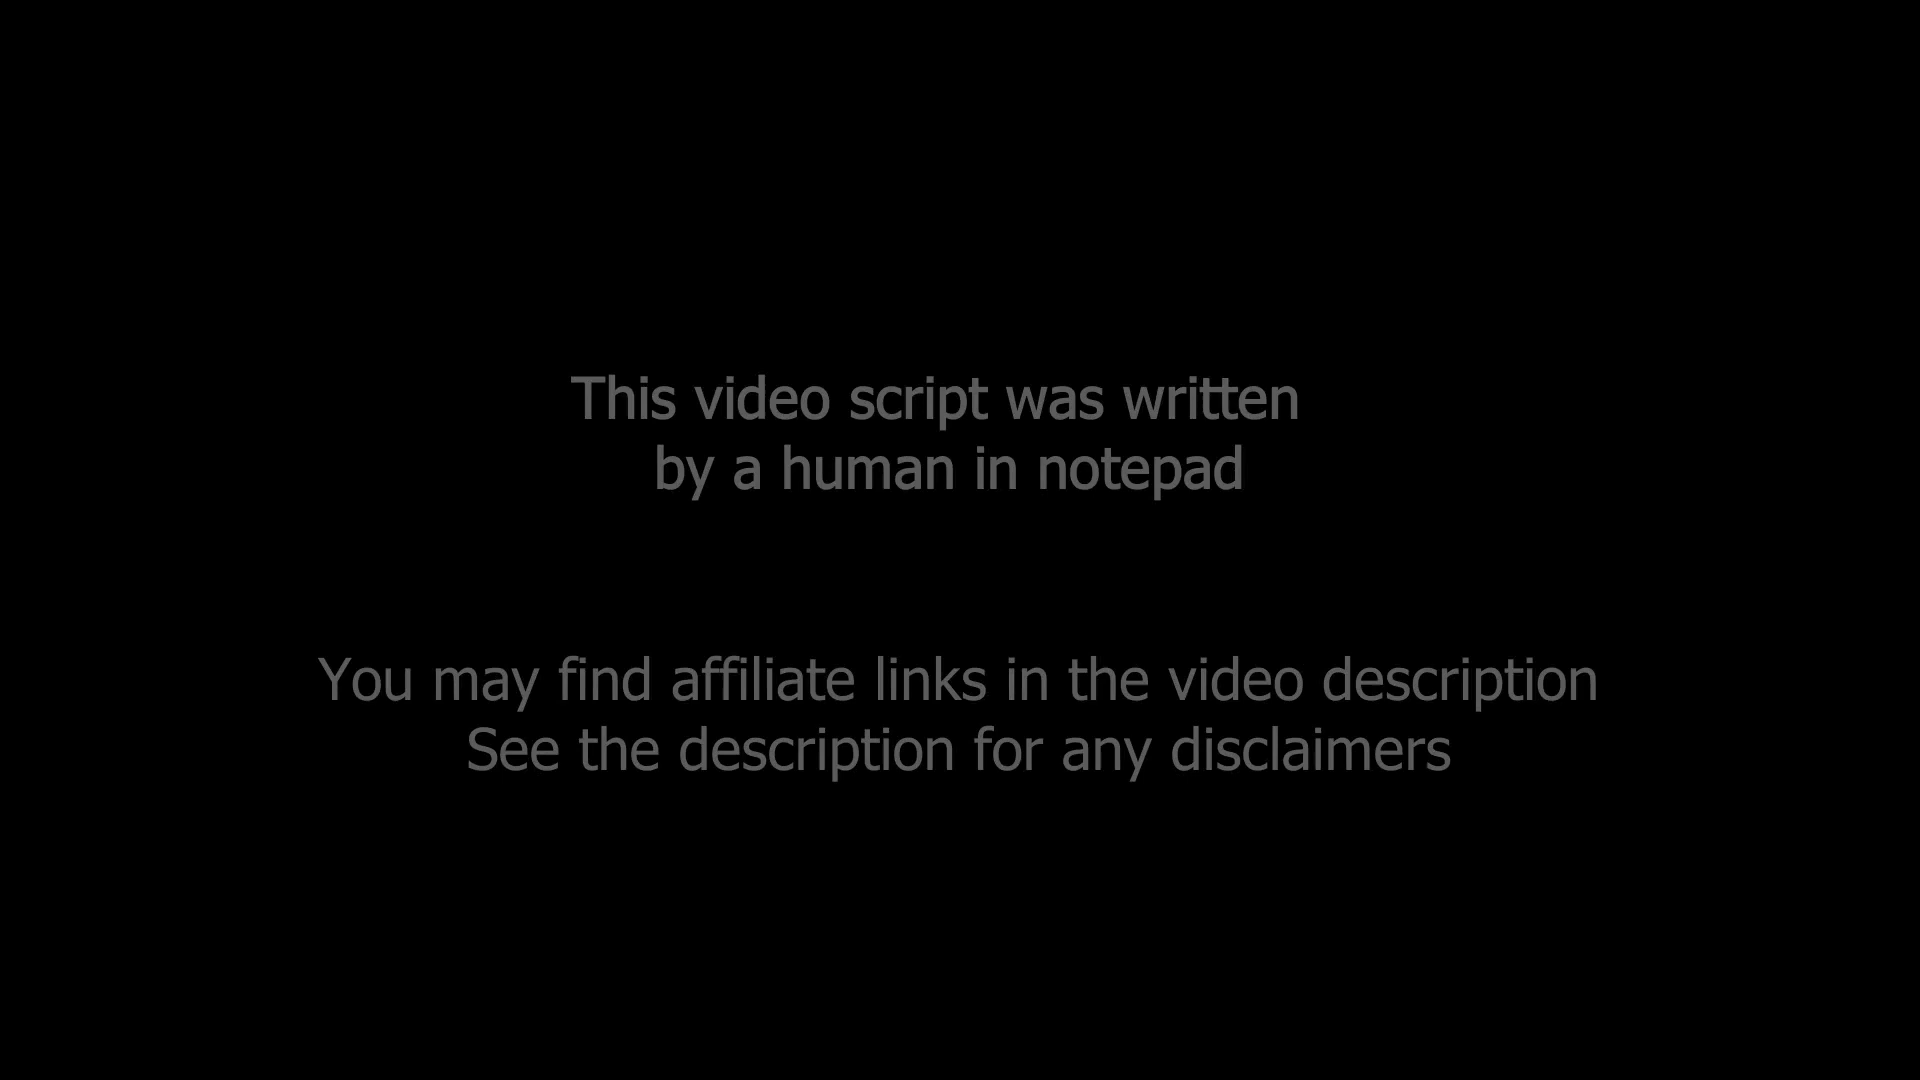 This video script was written
by a human in notepad
You may find affiliate links in the video description
See the description for any disclaimers